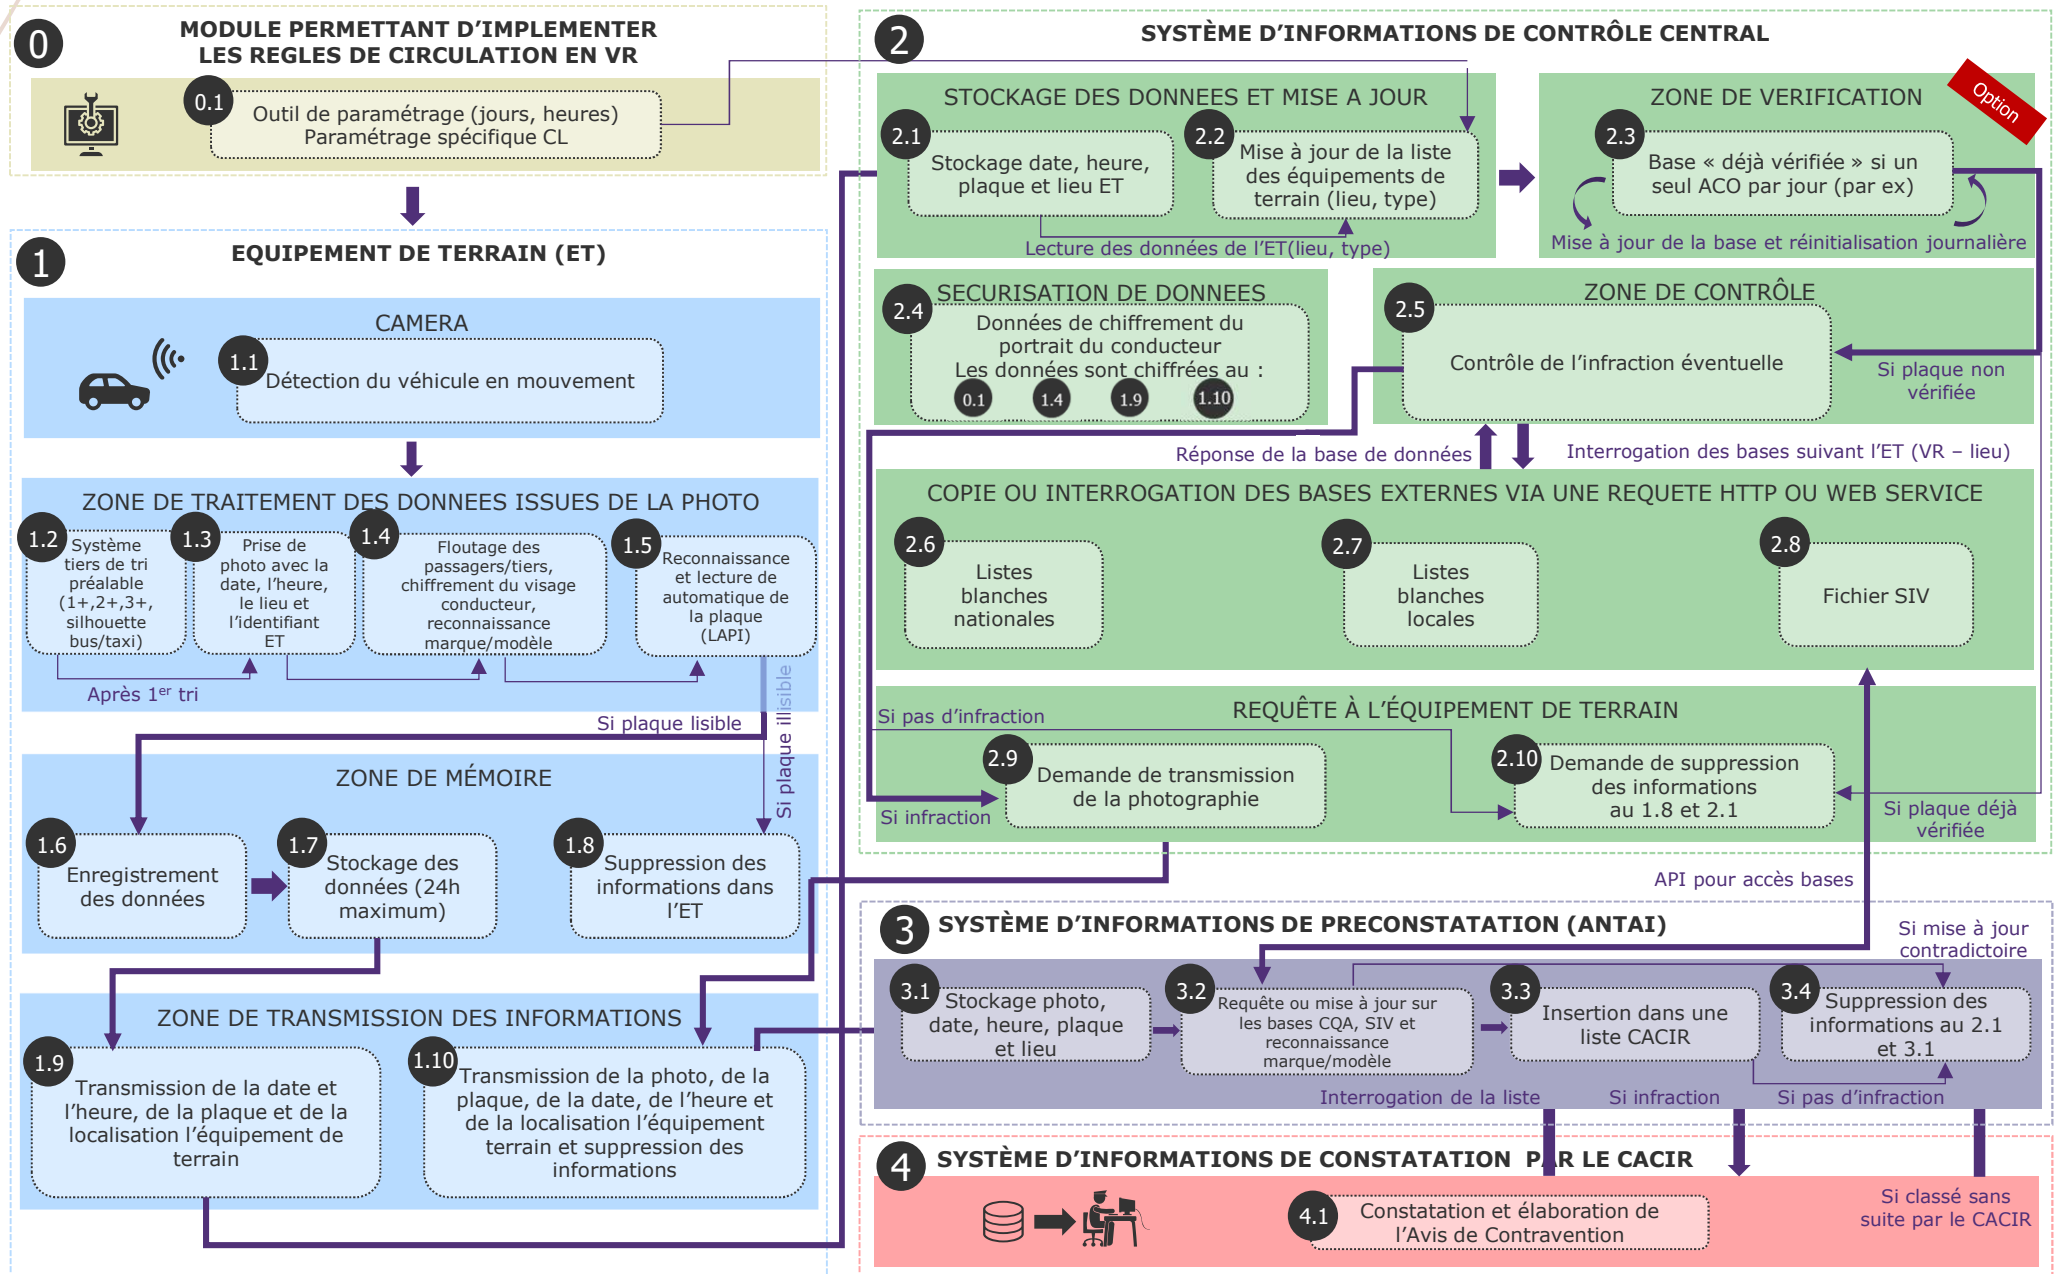 0
MODULE PERMETTANT D'IMPLEMENTER
LES REGLES DE CIRCULATION EN VR
0.1
Outil de paramétrage (jours, heures)
Paramétrage spécifique CL
1
EQUIPEMENT DE TERRAIN (ET)
CAMERA
1.1
Détection du véhicule en mouvement
ZONE DE TRAITEMENT DES DONNEES ISSUES DE LA PHOTO
1.2
Système
tiers de tri
préalable
(1+,2+,3+,
silhouette
bus/taxi)
1.3
Prise de
photo avec la
date, l'heure,
le lieu et
l'identifiant
ET
1.4
Floutage des
passagers/tiers,
chiffrement du visage
conducteur,
reconnaissance
marque/modèle
1.5
Reconnaissance
et lecture de
automatique de
la plaque
(LAPI)
Après 1er tri
Si plaque lisible
Si plaque illisible
ZONE DE MÉMOIRE
1.6
Enregistrement
des données
1.7
Stockage des
données (24h
maximum)
1.8
Suppression des
informations dans
l'ET
ZONE DE TRANSMISSION DES INFORMATIONS
1.9
Transmission de la date et
l'heure, de la plaque et de la
localisation l'équipement de
terrain
1.10
Transmission de la photo, de la
plaque, de la date, de l'heure et
de la localisation l'équipement
terrain et suppression des
informations
2
SYSTÈME D'INFORMATIONS DE CONTRÔLE CENTRAL
STOCKAGE DES DONNEES ET MISE A JOUR
2.1
Stockage date, heure,
plaque et lieu ET
2.2
Mise à jour de la liste
des équipements de
terrain (lieu, type)
Lecture des données de l'ET(lieu, type)
ZONE DE VERIFICATION
Option
2.3
Base « déjà vérifiée » si un
seul ACO par jour (par ex)
Mise à jour de la base et réinitialisation journalière
SECURISATION DE DONNEES
2.4
Données de chiffrement du
portrait du conducteur
Les données sont chiffrées au :
0.1 1.4 1.9 1.10
ZONE DE CONTRÔLE
2.5
Contrôle de l'infraction éventuelle
Si plaque non
vérifiée
Réponse de la base de données
Interrogation des bases suivant l'ET (VR – lieu)
COPIE OU INTERROGATION DES BASES EXTERNES VIA UNE REQUETE HTTP OU WEB SERVICE
2.6
Listes
blanches
nationales
2.7
Listes
blanches
locales
2.8
Fichier SIV
REQUÊTE À L'ÉQUIPEMENT DE TERRAIN
Si pas d'infraction
2.9
Demande de transmission
de la photographie
Si infraction
2.10
Demande de suppression
des informations
au 1.8 et 2.1
Si plaque déjà
vérifiée
API pour accès bases
3
SYSTÈME D'INFORMATIONS DE PRECONSTATATION (ANTAI)
Si mise à jour
contradictoire
3.1
Stockage photo,
date, heure, plaque
et lieu
3.2
Requête ou mise à jour sur
les bases CQA, SIV et
reconnaissance
marque/modèle
3.3
Insertion dans une
liste CACIR
3.4
Suppression des
informations au 2.1
et 3.1
Interrogation de la liste
Si infraction
Si pas d'infraction
4
SYSTÈME D'INFORMATIONS DE CONSTATATION PAR LE CACIR
4.1
Constatation et élaboration de
l'Avis de Contravention
Si classé sans
suite par le CACIR